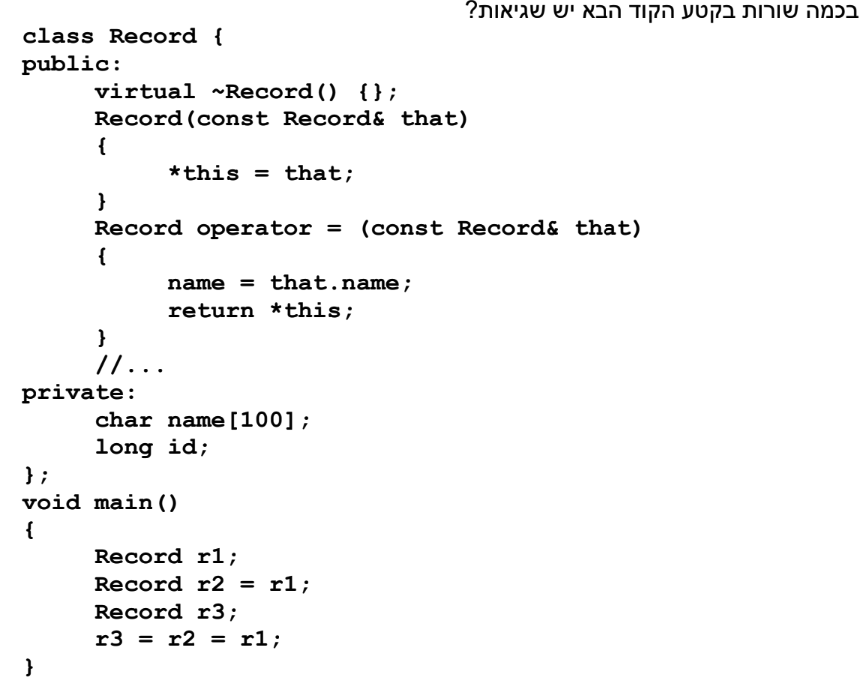 בכמה שורות בקטע הקוד הבא יש שגיאות?
class Record {
public:
     virtual ~Record() {};
     Record(const Record& that)
     {
          *this = that;
     }
     Record operator = (const Record& that)
     {
          name = that.name;
          return *this;
     }
     //...
private:
     char name[100];
     long id;
};
void main()
{
     Record r1;
     Record r2 = r1;
     Record r3;
     r3 = r2 = r1;
}